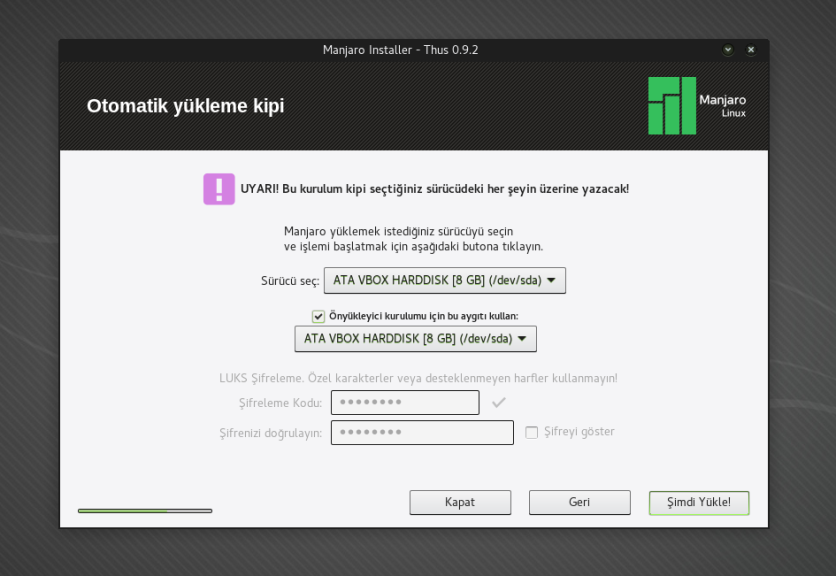 Manjaro Installer - Thus 0.9.2
Otomatik yükleme kipi
Manjaro
Linux
UYARI! Bu kurulum kipi seçtiğiniz sürücüdeki her şeyin üzerine yazacak!
Manjaro yüklemek istediğiniz sürücüyü seçin
ve işlemi başlatmak için aşağıdaki butona tıklayın.
Sürücü seç: ATA VBOX HARDDISK [8 GB] (/dev/sda)
Önyükleyici kurulumu için bu aygıtı kullan:
ATA VBOX HARDDISK [8 GB] (/dev/sda)
LUKS Şifreleme. Özel karakterler veya desteklenmeyen harfler kullanmayın!
Şifreleme Kodu: ●●●●●●●●
Şifrenizi doğrulayın: ●●●●●●●● Şifreyi göster
Kapat Geri Şimdi Yükle!